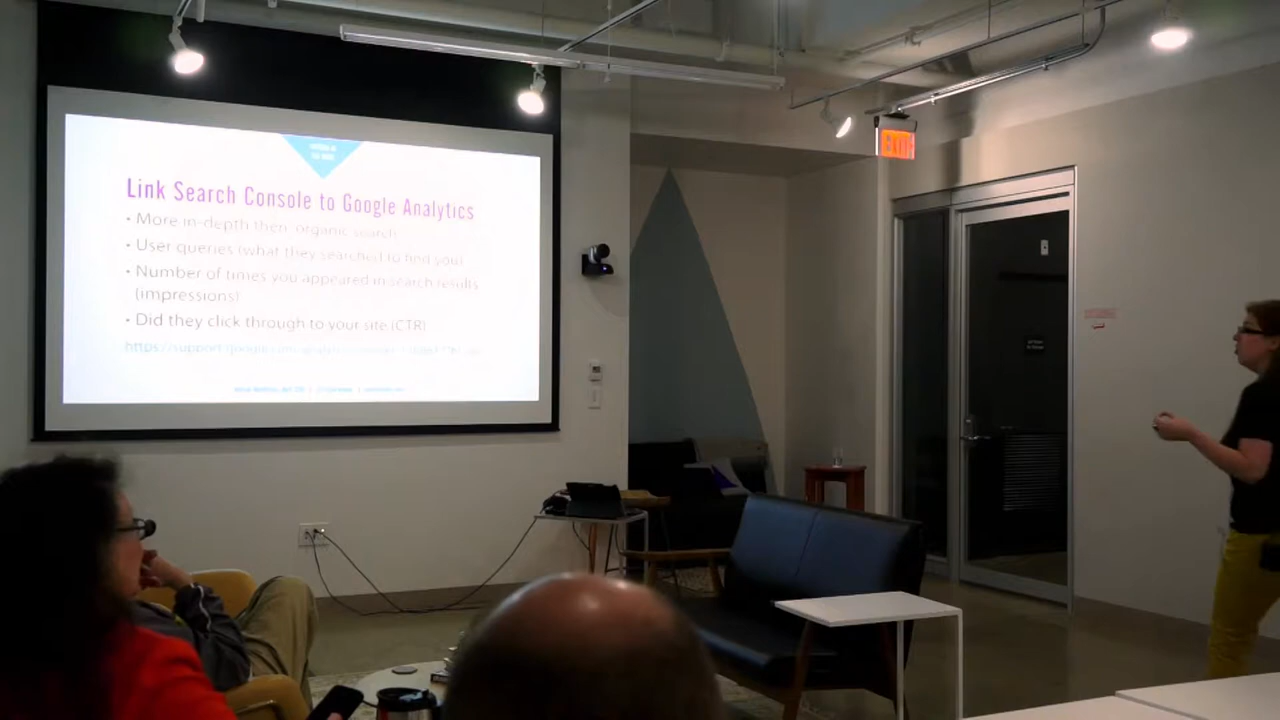 Link Search Console to Google Analytics
• More in-depth then organic search
• User queries (what they searched to find you)
• Number of times you appeared in search results
(impressions)
• Did they click through to your site (CTR)
EXIT